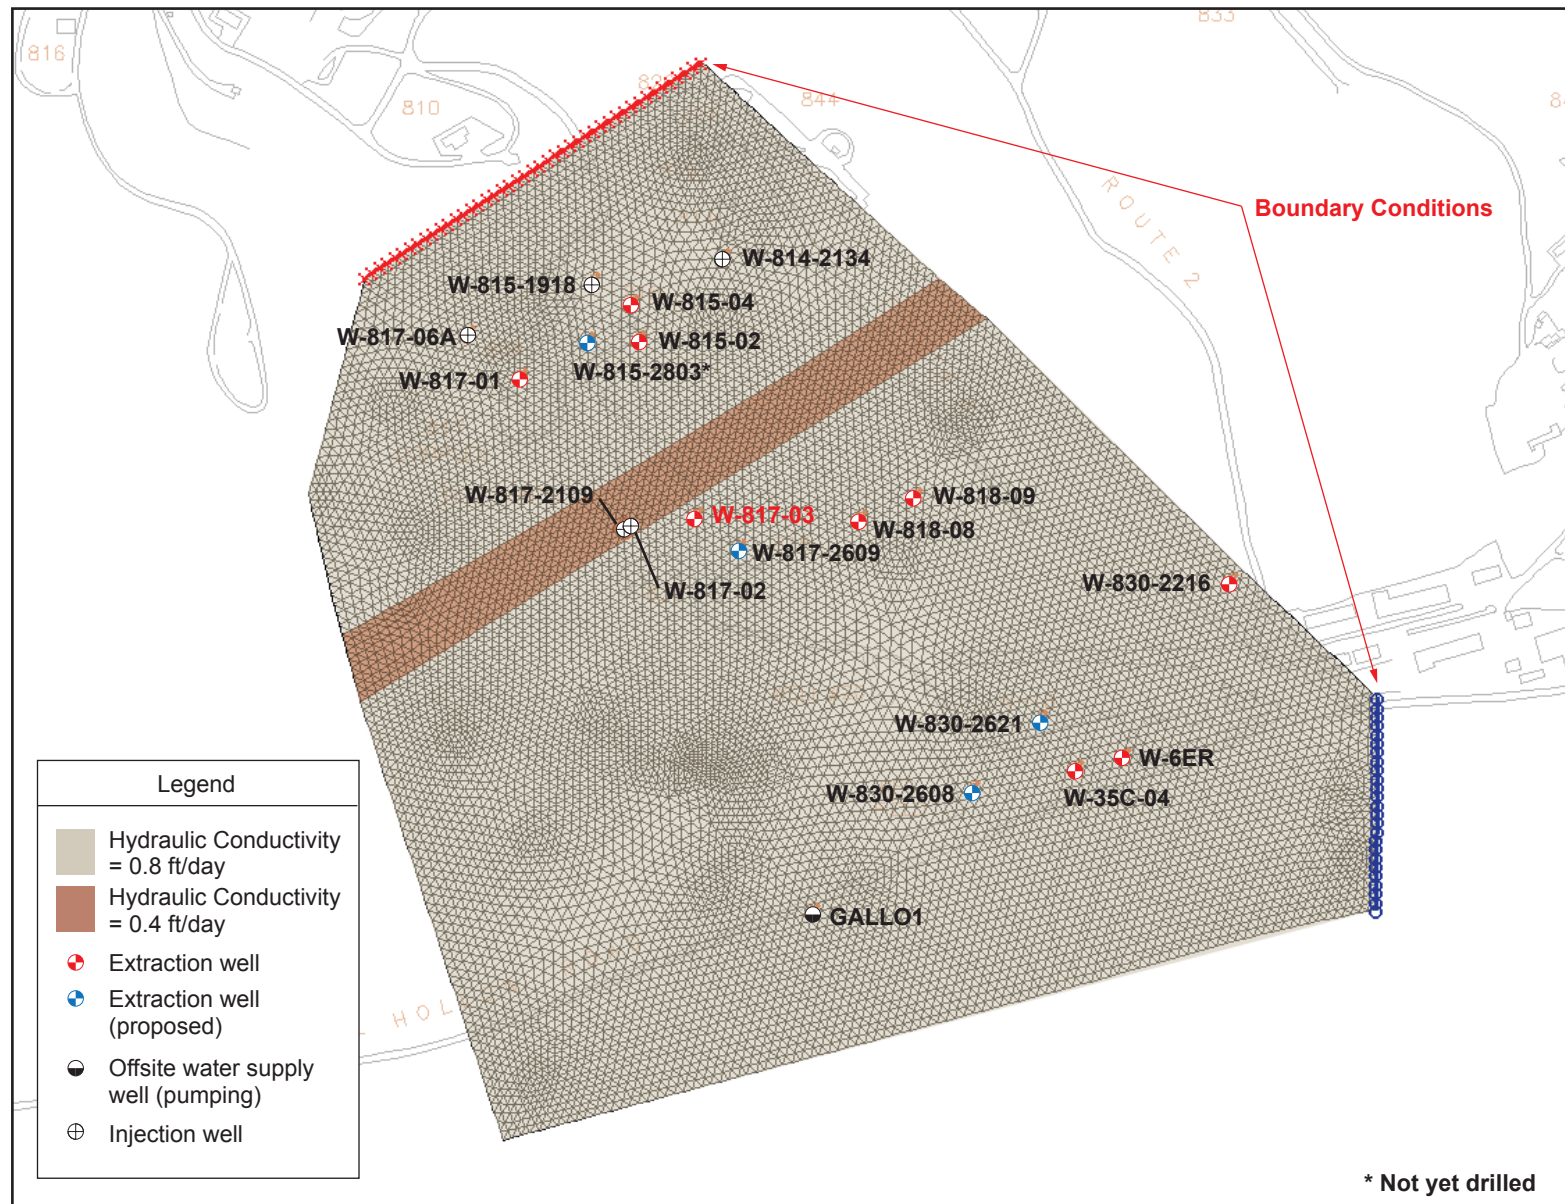 833
816
810
844
ROUTE 2
Boundary Conditions
W-814-2134
W-815-1918
W-815-04
W-817-06A
W-815-02
W-815-2803*
W-817-01
W-817-2109
W-818-09
W-817-03
W-818-08
W-817-2609
W-817-02
W-830-2216
W-830-2621
W-6ER
W-830-2608
W-35C-04
GALLO1
Legend
Hydraulic Conductivity
= 0.8 ft/day
Hydraulic Conductivity
= 0.4 ft/day
Extraction well
Extraction well
(proposed)
Offsite water supply
well (pumping)
Injection well
* Not yet drilled